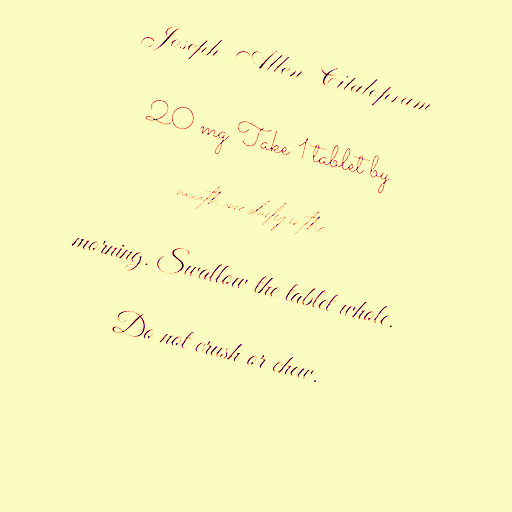 Joseph Allen Citalopram
20 mg Take 1 tablet by
mouth once daily in the
morning. Swallow the tablet whole.
Do not crush or chew.